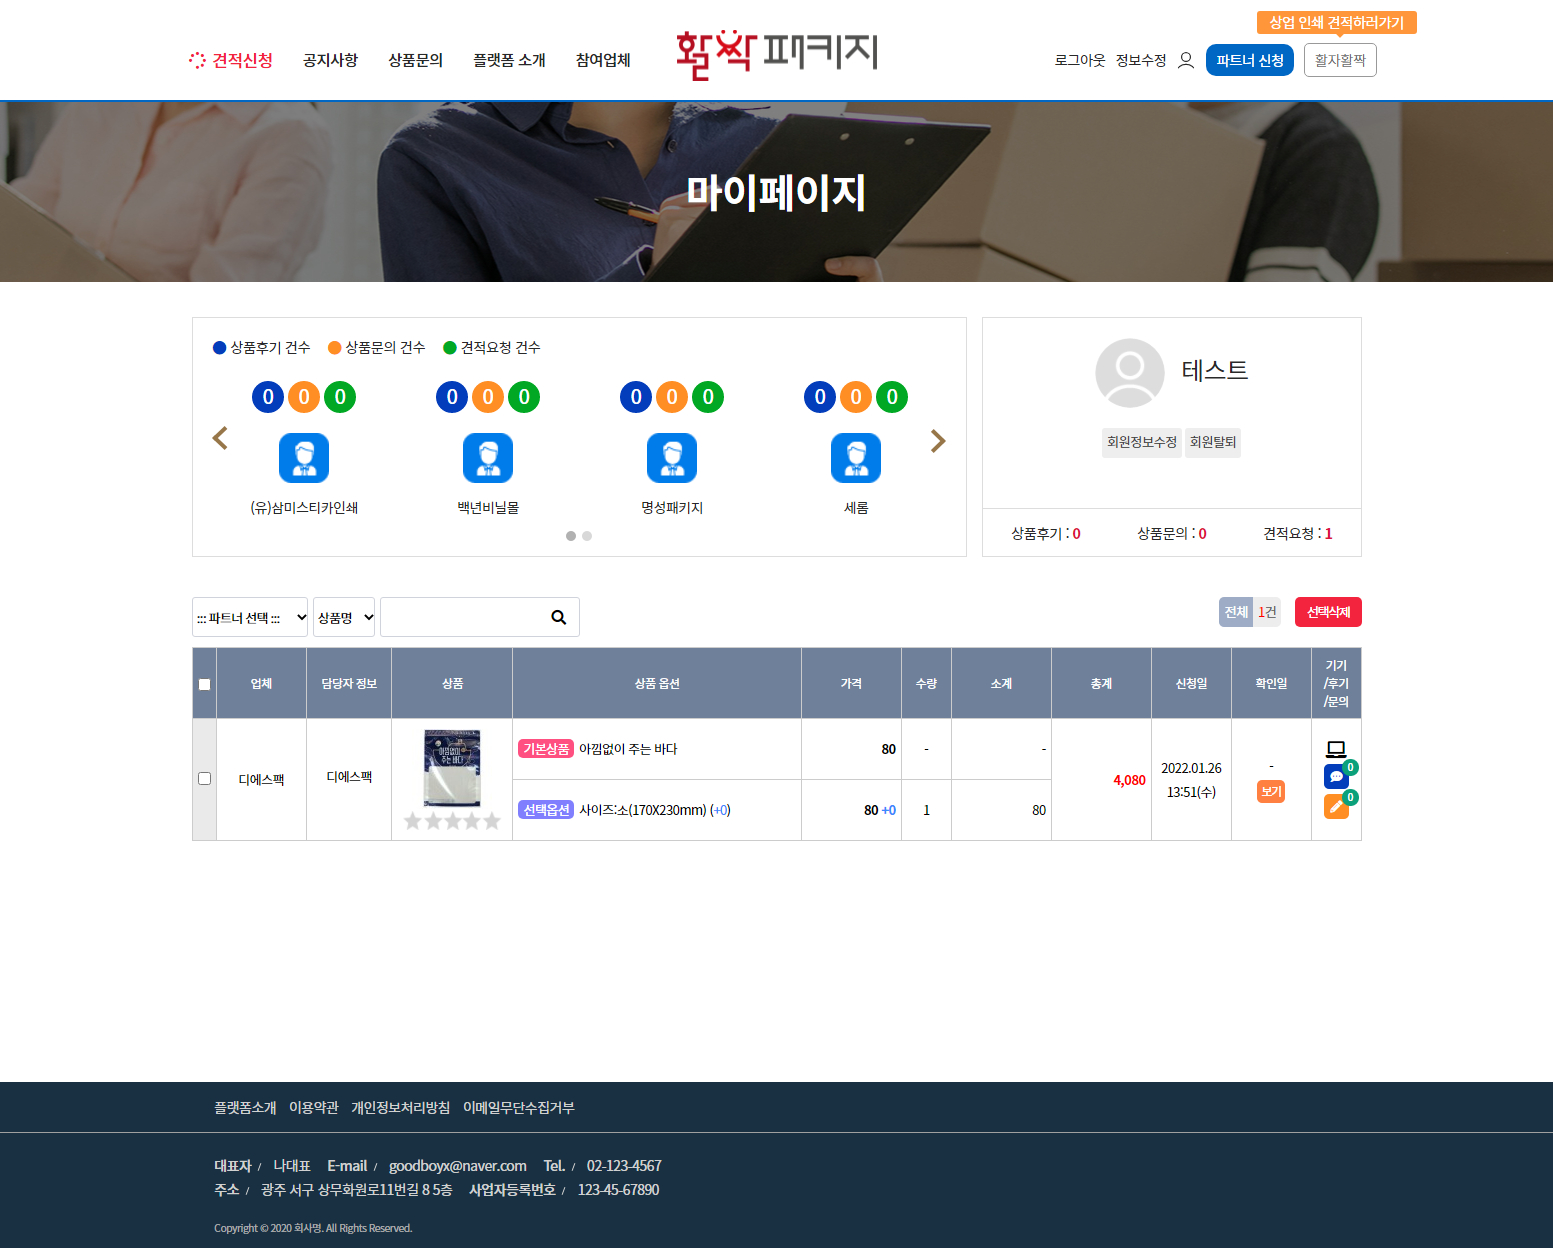 상업 인쇄 견적하러가기
견적신청 공지사항 상품문의 플랫폼 소개 참여업체 활짝 패키지 로그아웃 정보수정 파트너 신청 활자활짝
마이페이지
상품후기 건수 상품문의 건수 견적요청 건수
0 0 0 0 0 0 0 0 0 0 0 0
(유)삼미스티카인쇄 백년비닐몰 명성패키지 세롬
테스트
회원정보수정 회원탈퇴
상품후기 : 0 상품문의 : 0 견적요청 : 1
::: 파트너 선택 ::: 상품명 전체 1건 선택삭제
업체 담당자 정보 상품 상품 옵션 가격 수량 소계 총계 신청일 확인일 기기
/후기
/문의
디에스팩 디에스팩
아낌없이
주는 바다
기본상품 아낌없이 주는 바다 80 - -
선택옵션 사이즈:소(170X230mm) (+0) 80 +0 1 80
4,080
2022.01.26
13:51(수)
-
보기
0
0
플랫폼소개 이용약관 개인정보처리방침 이메일무단수집거부
대표자 / 나대표 E-mail / goodboyx@naver.com Tel. / 02-123-4567
주소 / 광주 서구 상무화원로11번길 8 5층 사업자등록번호 / 123-45-67890
Copyright © 2020 회사명. All Rights Reserved.